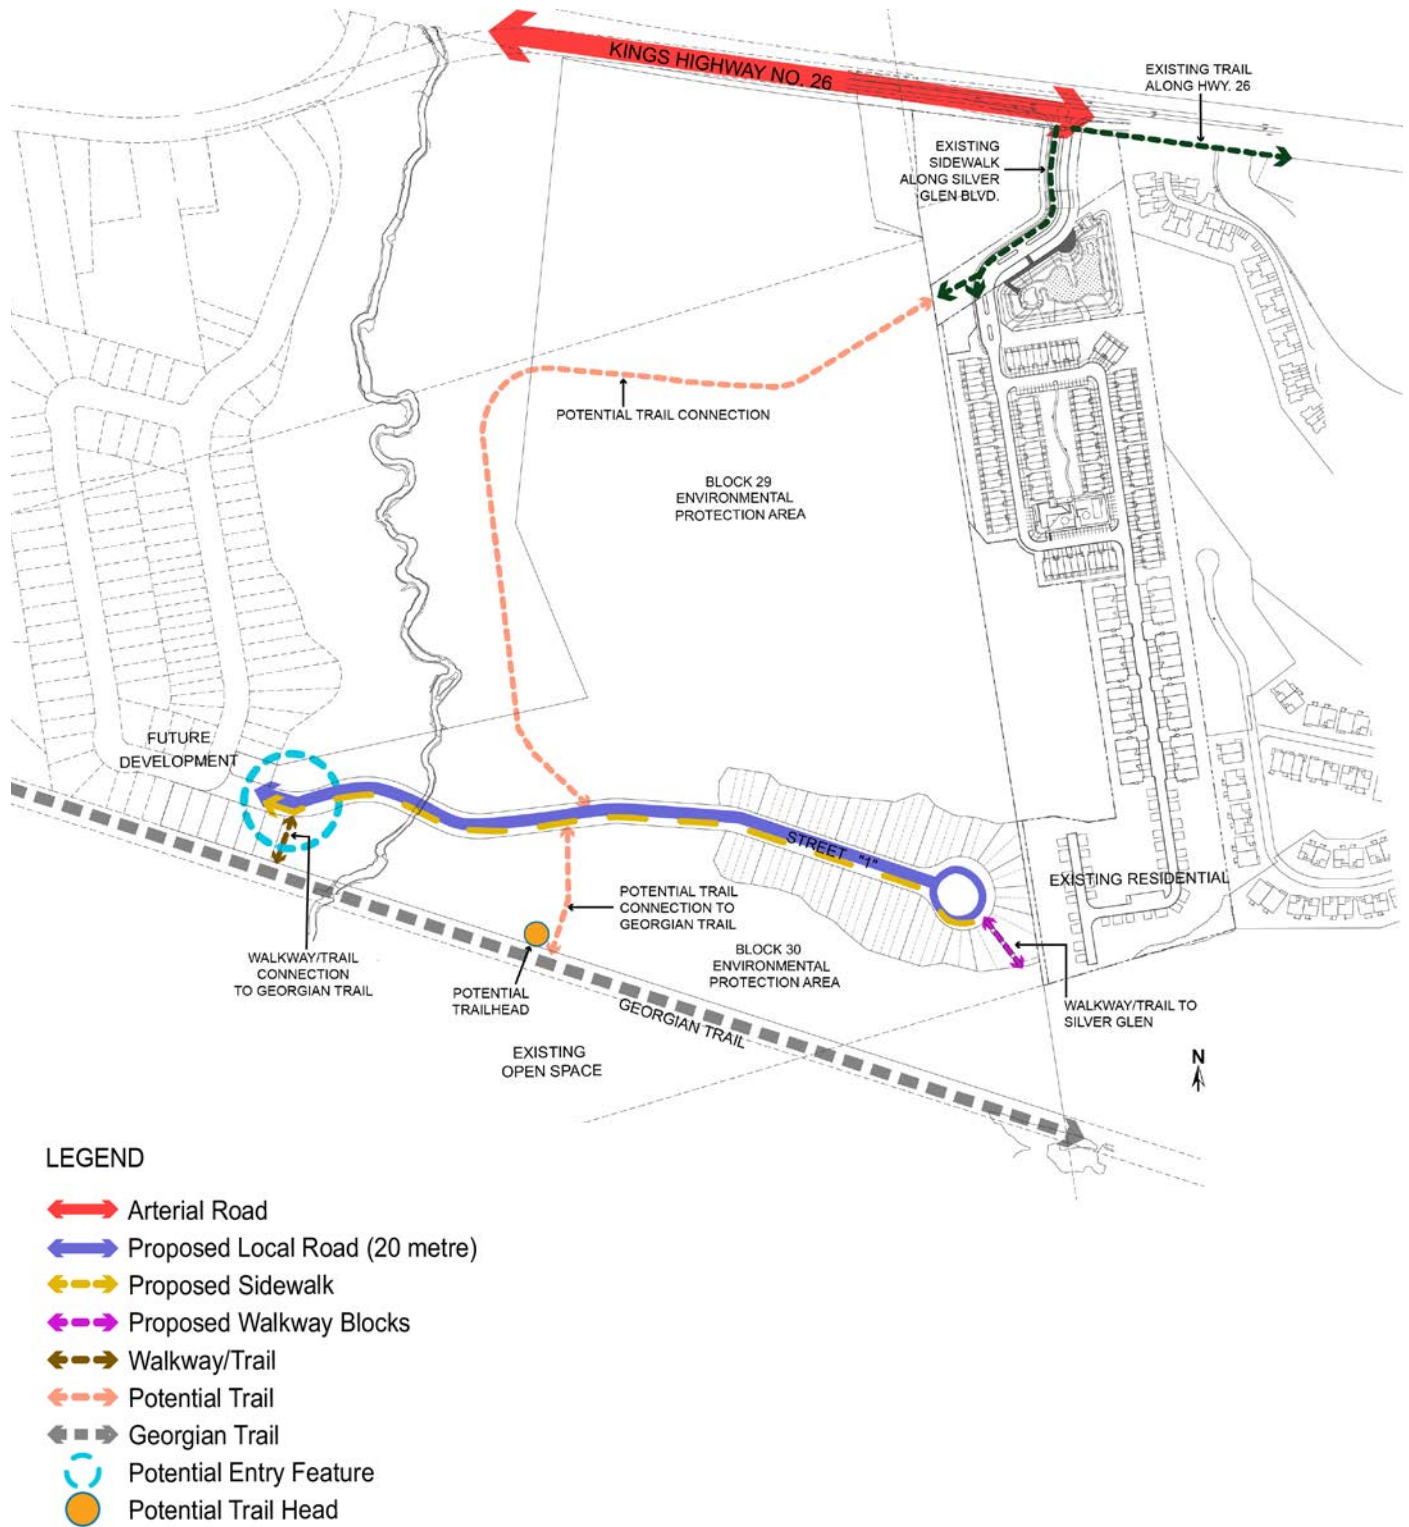 KINGS HIGHWAY NO. 26
EXISTING TRAIL
ALONG HWY. 26
EXISTING
SIDEWALK
ALONG SILVER
GLEN BLVD.
POTENTIAL TRAIL CONNECTION
BLOCK 29
ENVIRONMENTAL
PROTECTION AREA
FUTURE
DEVELOPMENT
STREET "1"
EXISTING RESIDENTIAL
POTENTIAL TRAIL
CONNECTION TO
GEORGIAN TRAIL
WALKWAY/TRAIL
CONNECTION
TO GEORGIAN TRAIL
BLOCK 30
ENVIRONMENTAL
PROTECTION AREA
POTENTIAL
TRAILHEAD
WALKWAY/TRAIL TO
SILVER GLEN
GEORGIAN TRAIL
EXISTING
OPEN SPACE
N
LEGEND
Arterial Road
Proposed Local Road (20 metre)
Proposed Sidewalk
Proposed Walkway Blocks
Walkway/Trail
Potential Trail
Georgian Trail
Potential Entry Feature
Potential Trail Head